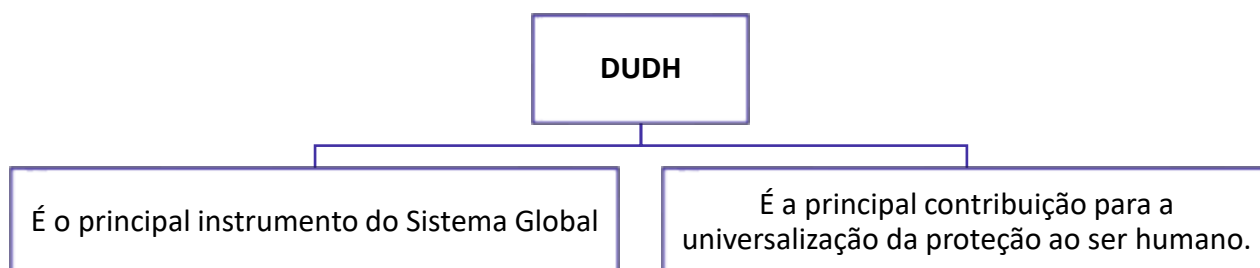 DUDH
É o principal instrumento do Sistema Global
É a principal contribuição para a
universalização da proteção ao ser humano.